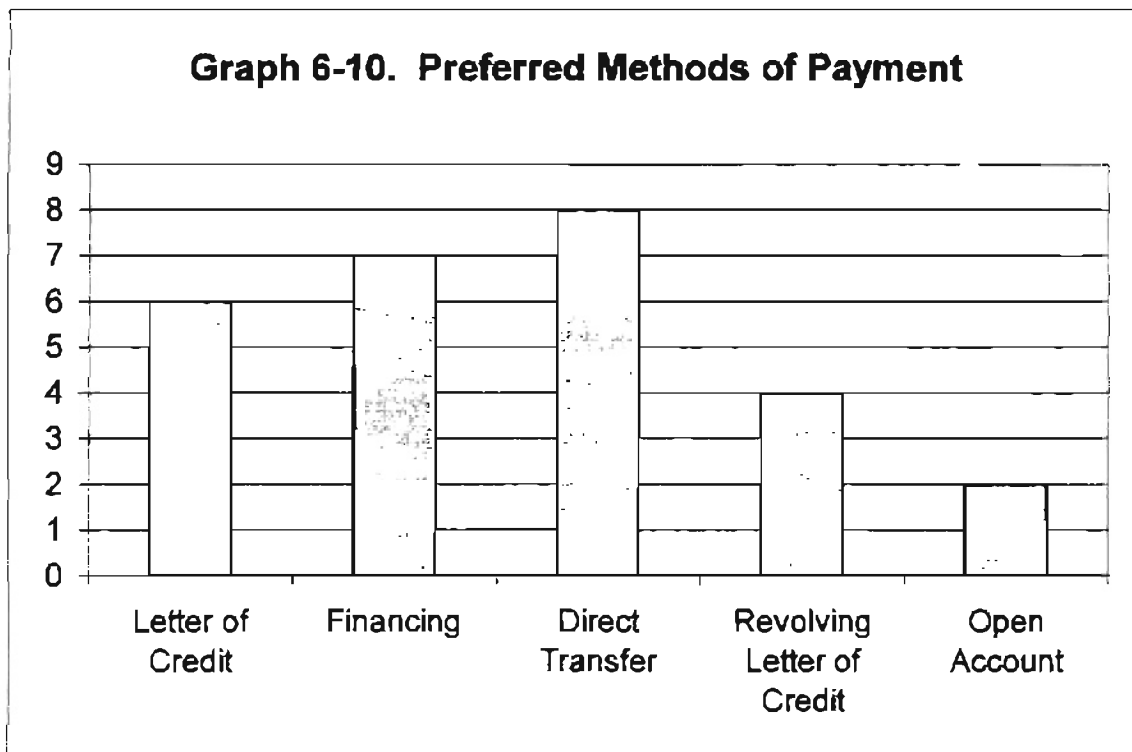 Graph 6-10. Preferred Methods of Payment
9
8
7
6
5
4
3
2
1
0
Letter of
Credit
Financing
Direct
Transfer
Revolving
Letter of
Credit
Open
Account